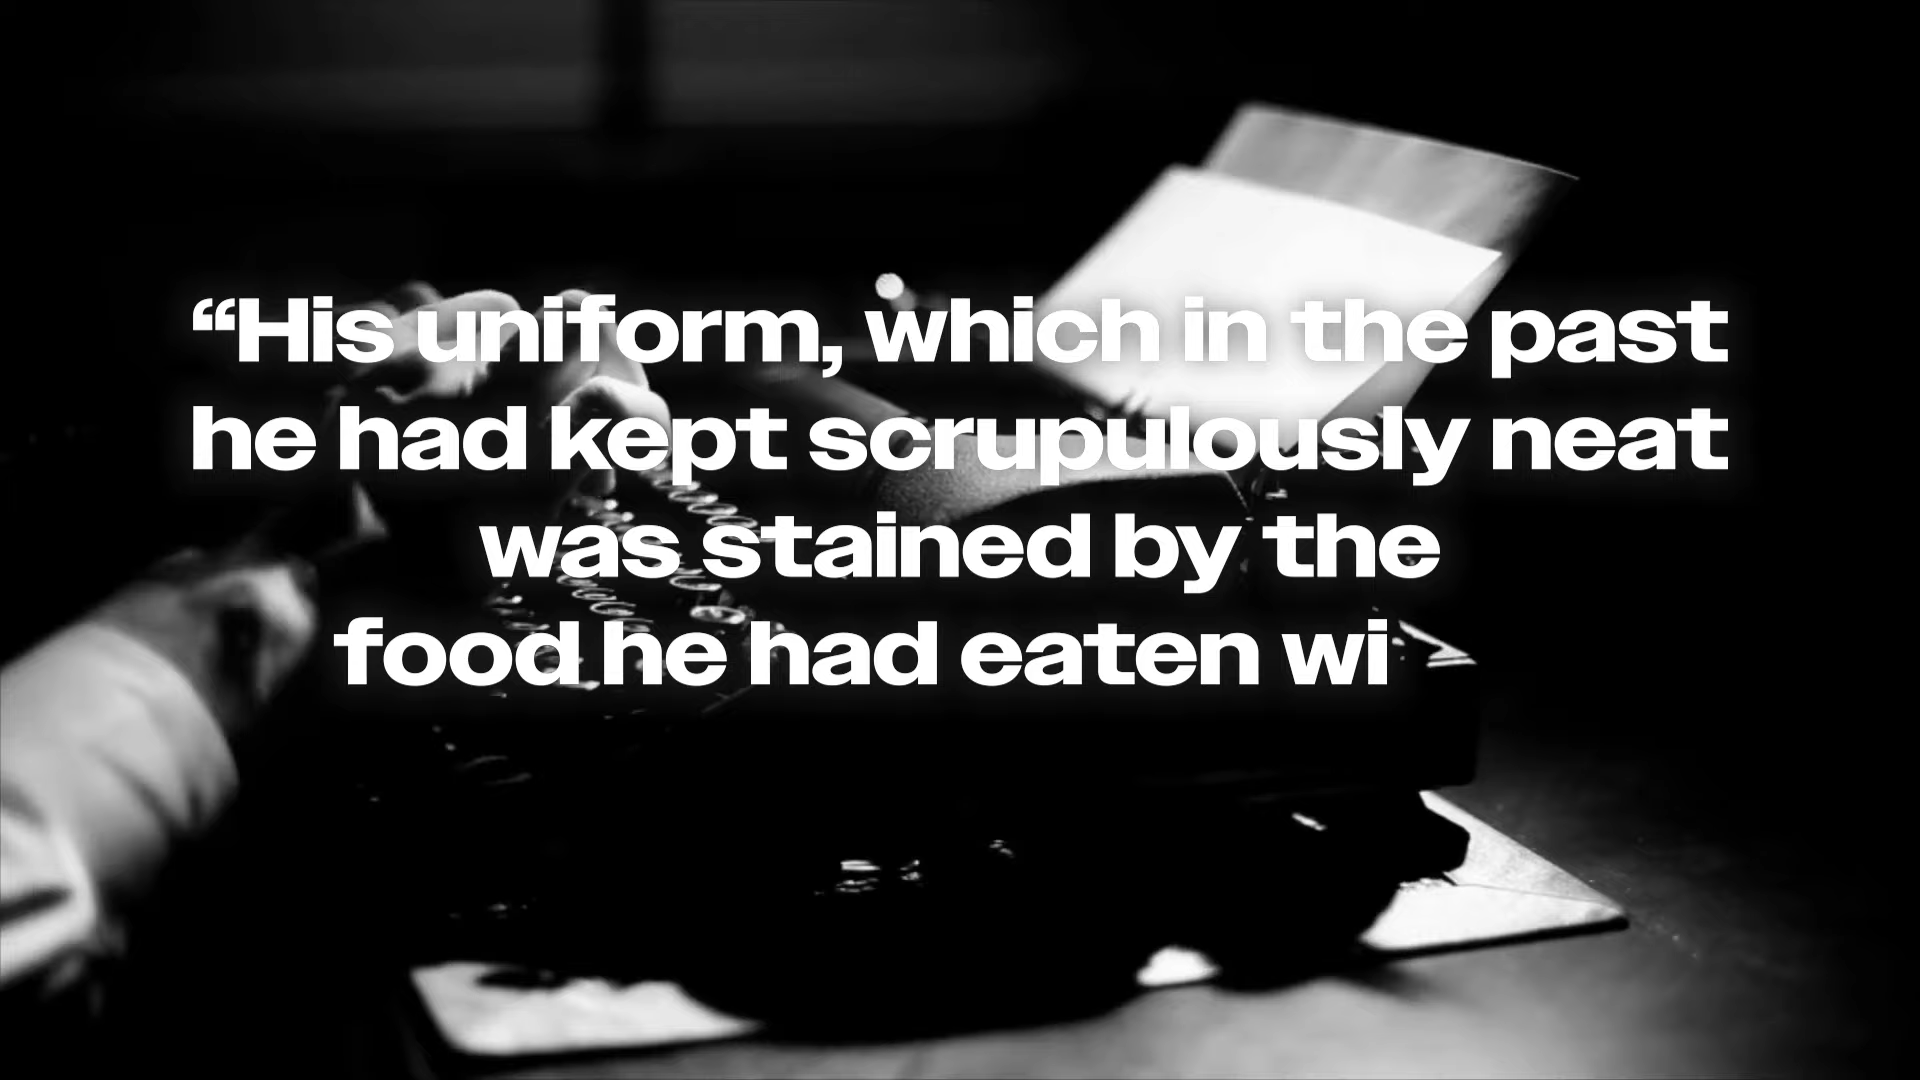 “His uniform, which in the past
he had kept scrupulously neat
was stained by the
food he had eaten wi